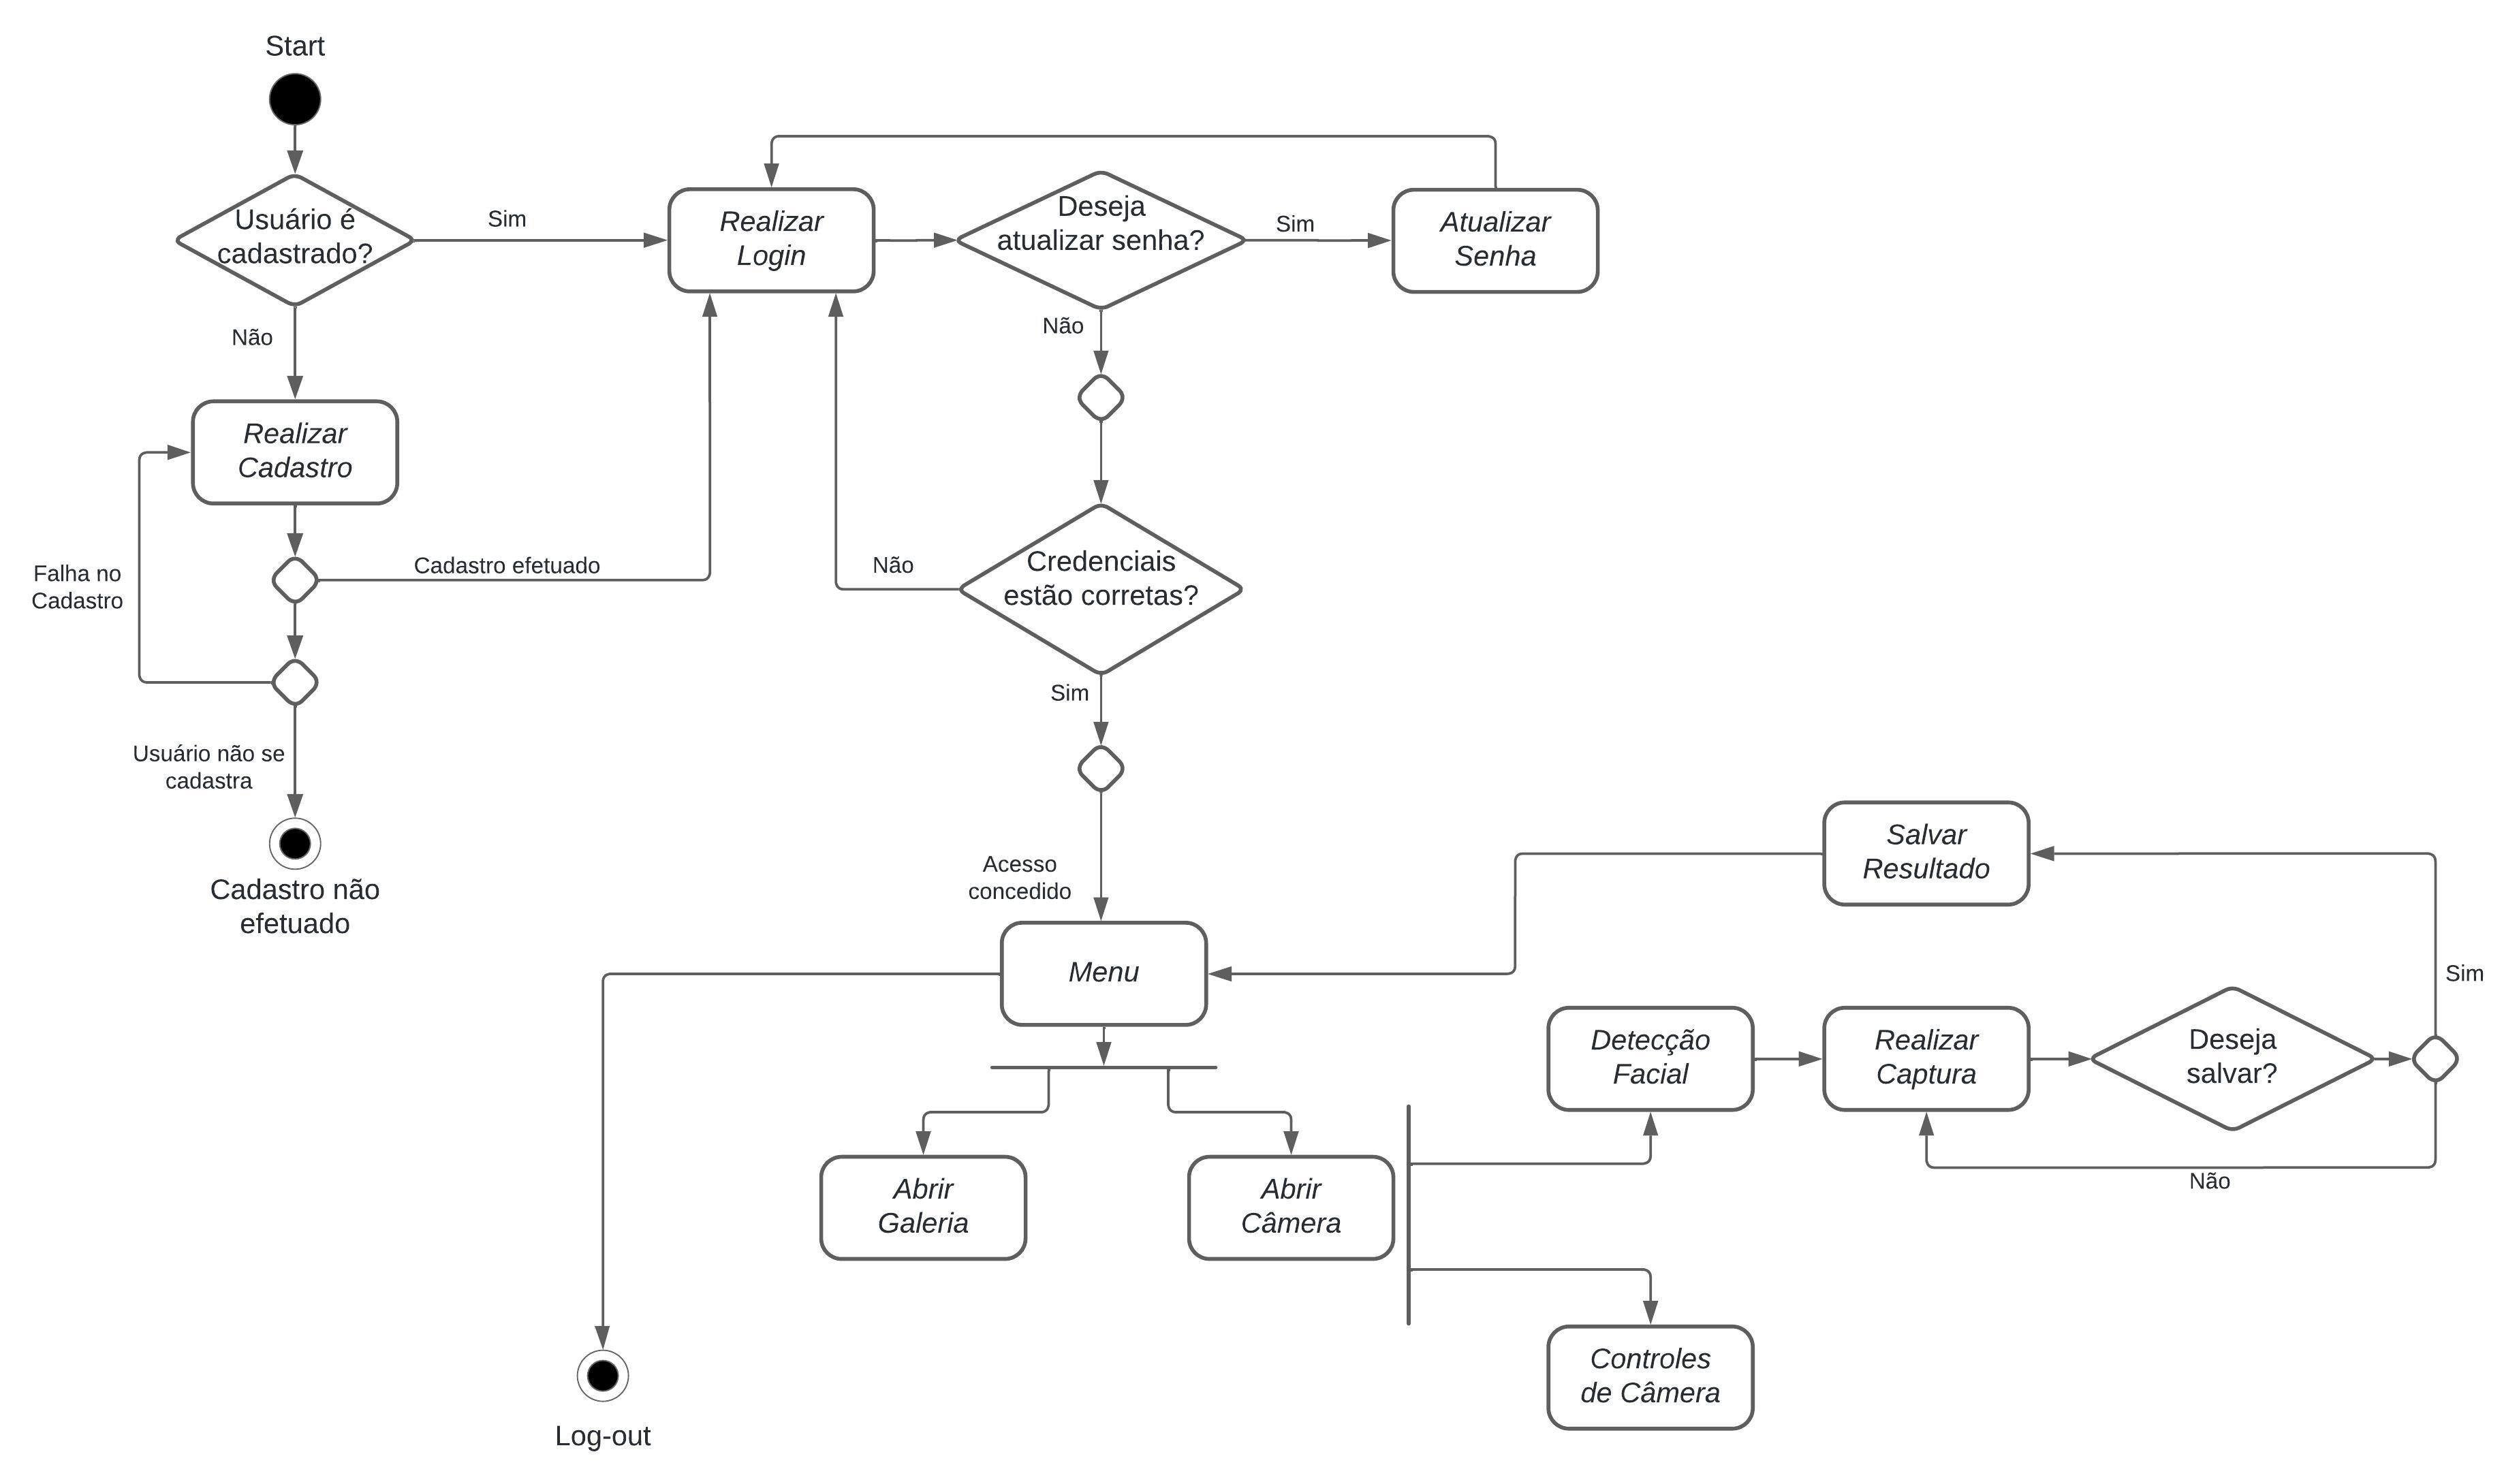 Start
Usuário é
cadastrado?
Sim
Realizar
Login
Deseja
atualizar senha?
Sim
Atualizar
Senha
Não
Não
Realizar
Cadastro
Falha no
Cadastro
Cadastro efetuado
Não
Credenciais
estão corretas?
Sim
Usuário não se
cadastra
Cadastro não
efetuado
Acesso
concedido
Salvar
Resultado
Menu
Sim
Detecção
Facial
Realizar
Captura
Deseja
salvar?
Não
Abrir
Galeria
Abrir
Câmera
Controles
de Câmera
Log-out